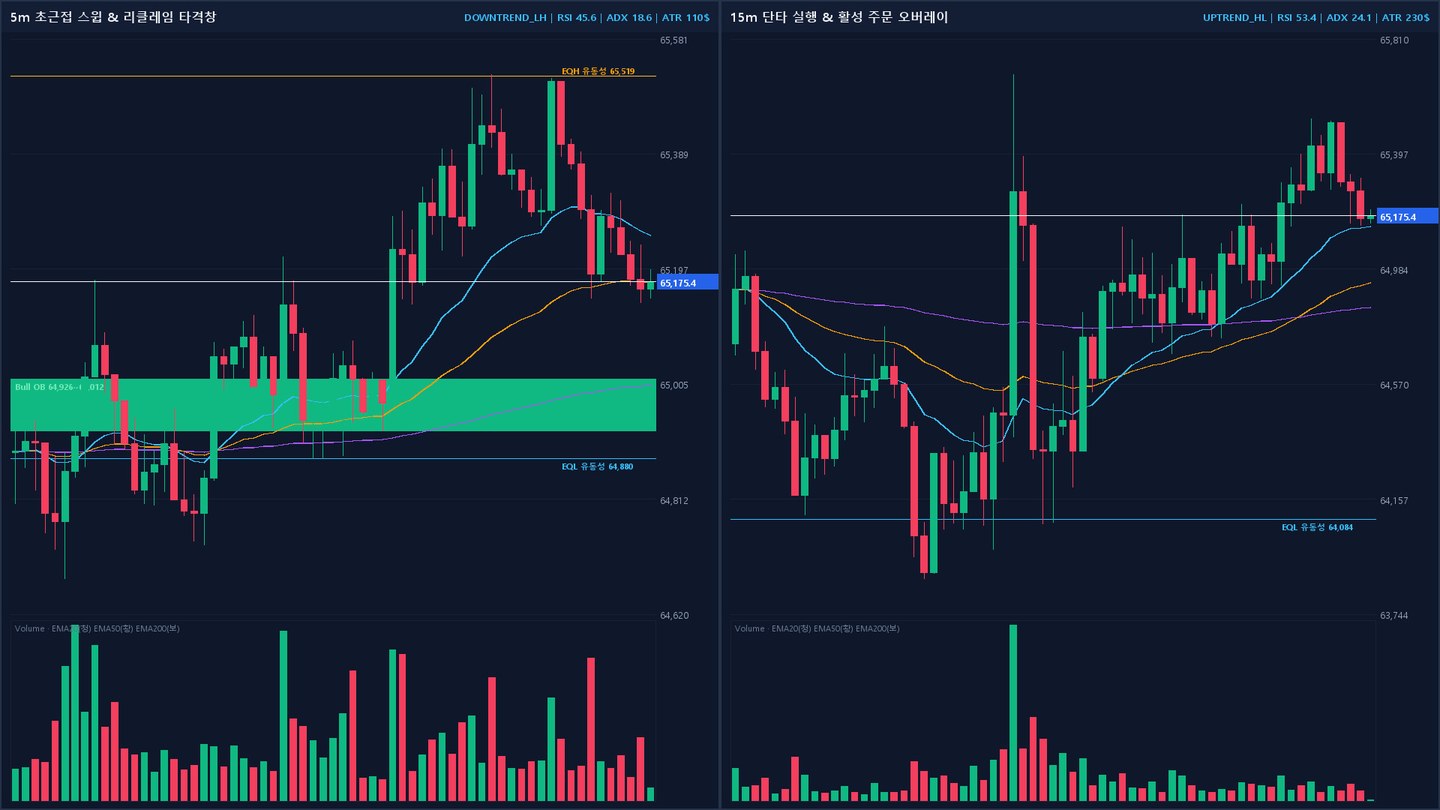 5m 초근접 스윕 & 리클레임 타격창
DOWNTREND_LH | RSI 45.6 | ADX 18.6 | ATR 110$
65,581
EQH 유동성 65,519
65,389
65,197
65,175.4
Bull OB 64,926
.012
65,005
EQL 유동성 64,880
64,812
64,620
Volume · EMA2 (청) EMA50(황) EMA200(보)
15m 단타 실행 & 활성 주문 오버레이
UPTREND_HL | RSI 53.4 | ADX 24.1 | ATR 230$
65,810
65,397
65,175.4
64,984
64,570
64,157
EQL 유동성 64,084
63,744
Volume · EMA20(청) EMA50(황) EMA200(보)